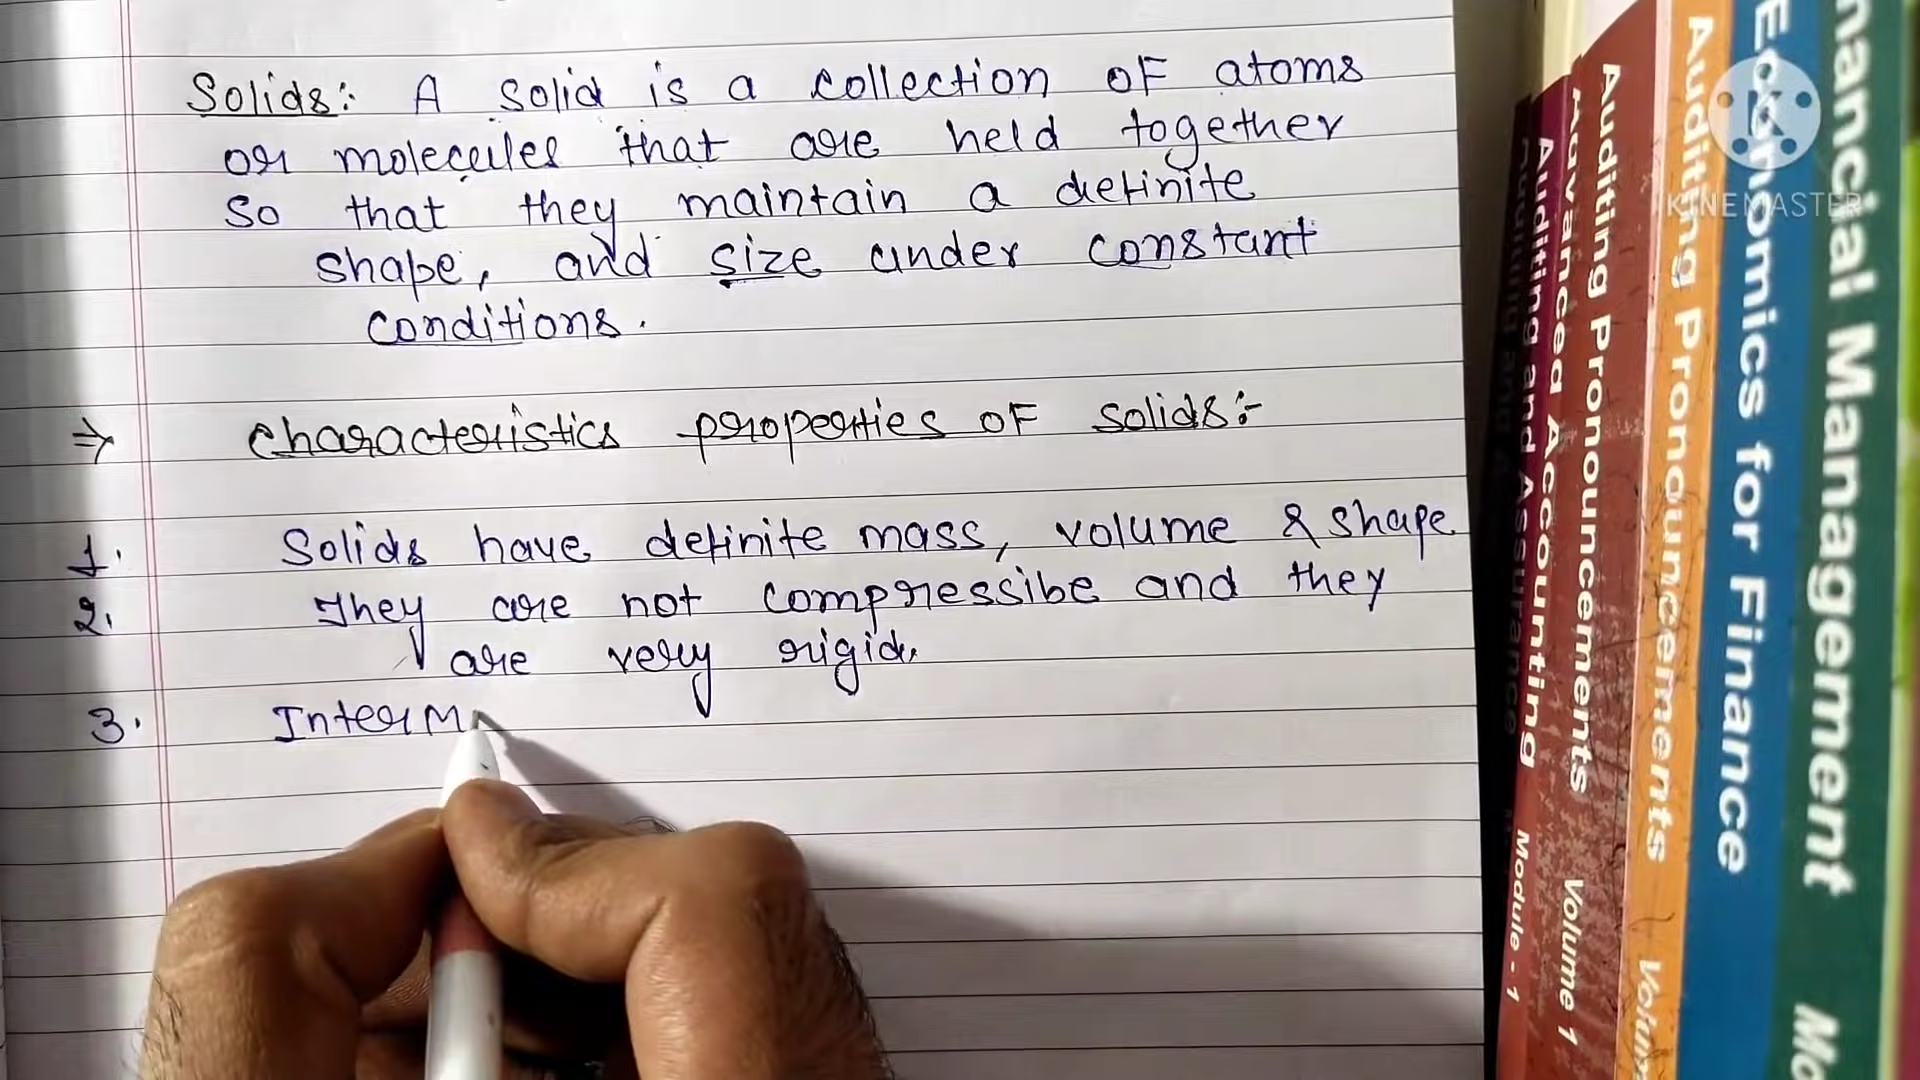 Solids: A solid is a collection of atoms
or molecules that are held together
so that they maintain a definite
shape, and size under constant
conditions.
⇒ Characteristics properties of solids:-
1. Solids have definite mass, volume & shape
2. They are not compressibe and they
are very rigid.
3. Interm
KINEMASTER
Auditing and Assurance
Auditing and Assurance Module - 1
Advanced Accounting
Auditing Pronouncements Volume 1
Auditing Pronouncements
Economics for Finance
Financial Management